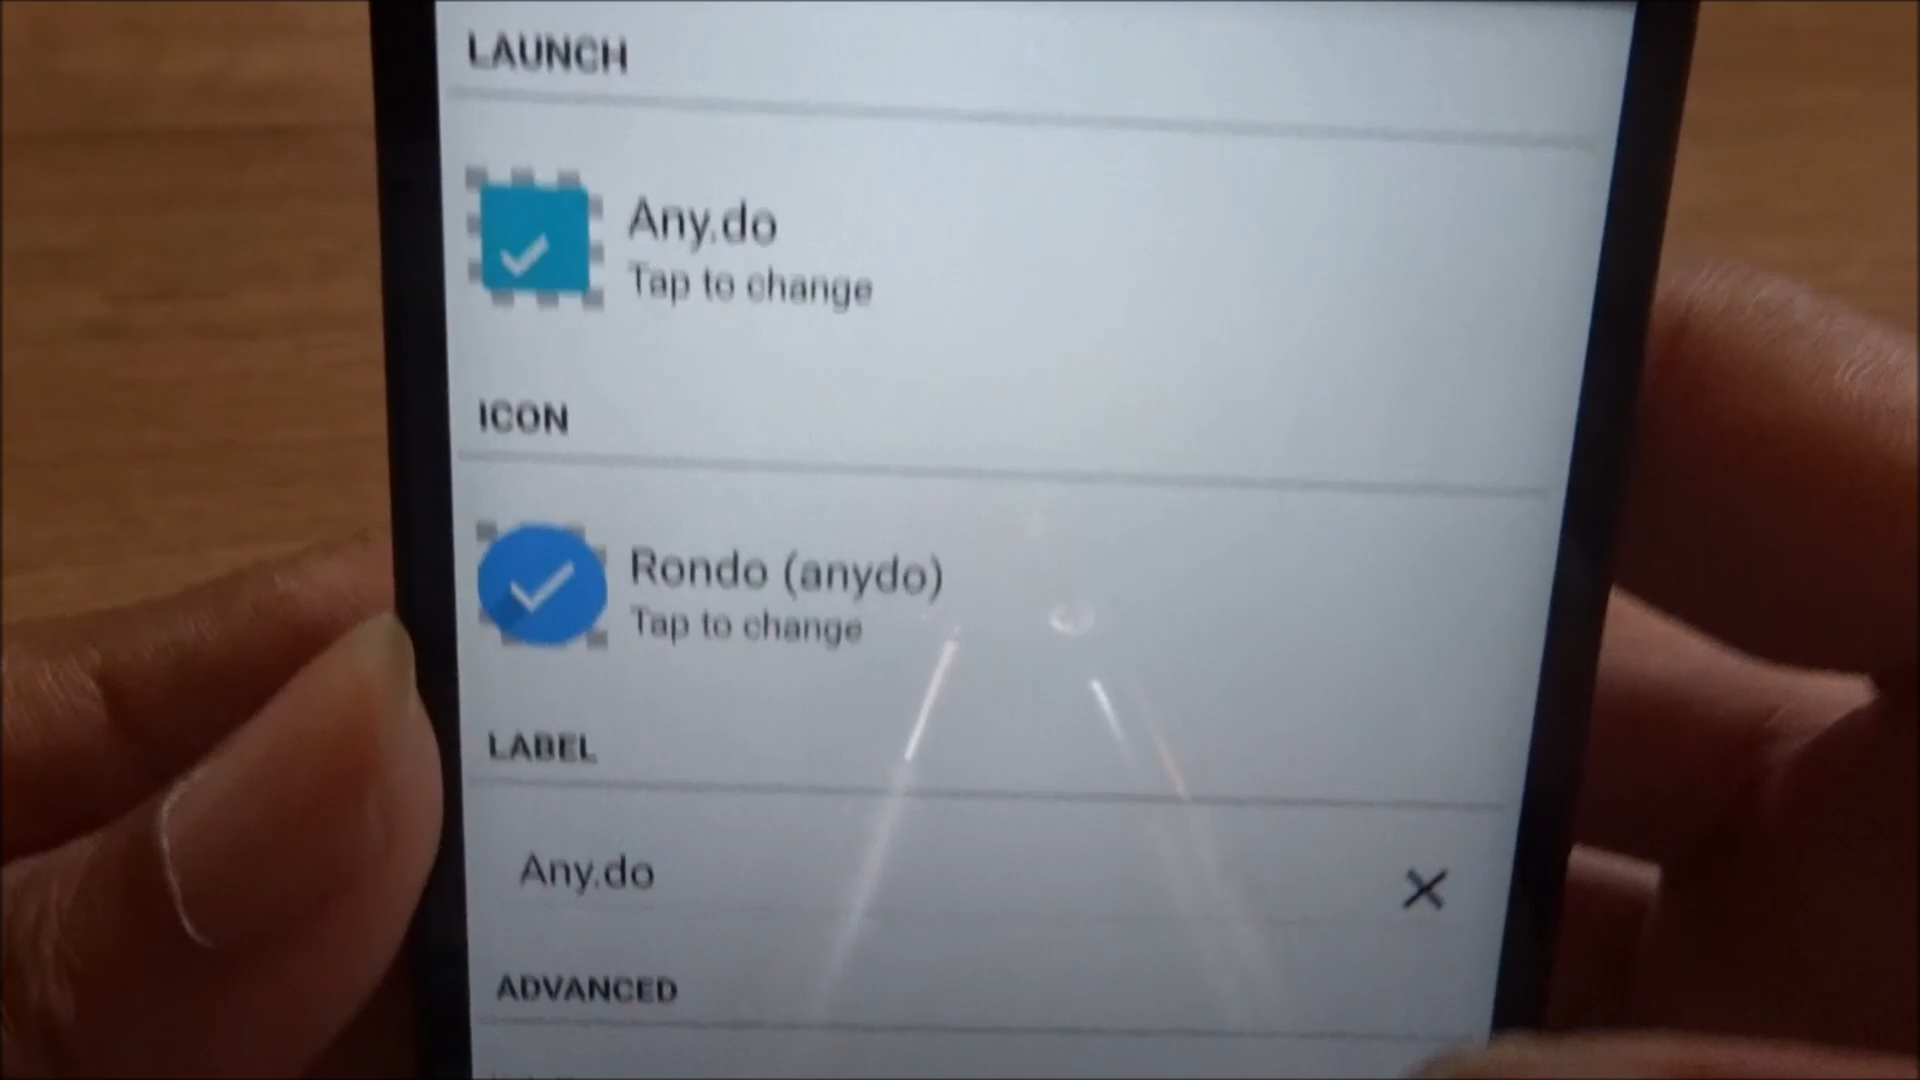 LAUNCH
Any.do
Tap to change
ICON
Rondo (anydo)
Tap to change
LABEL
Any.do
ADVANCED